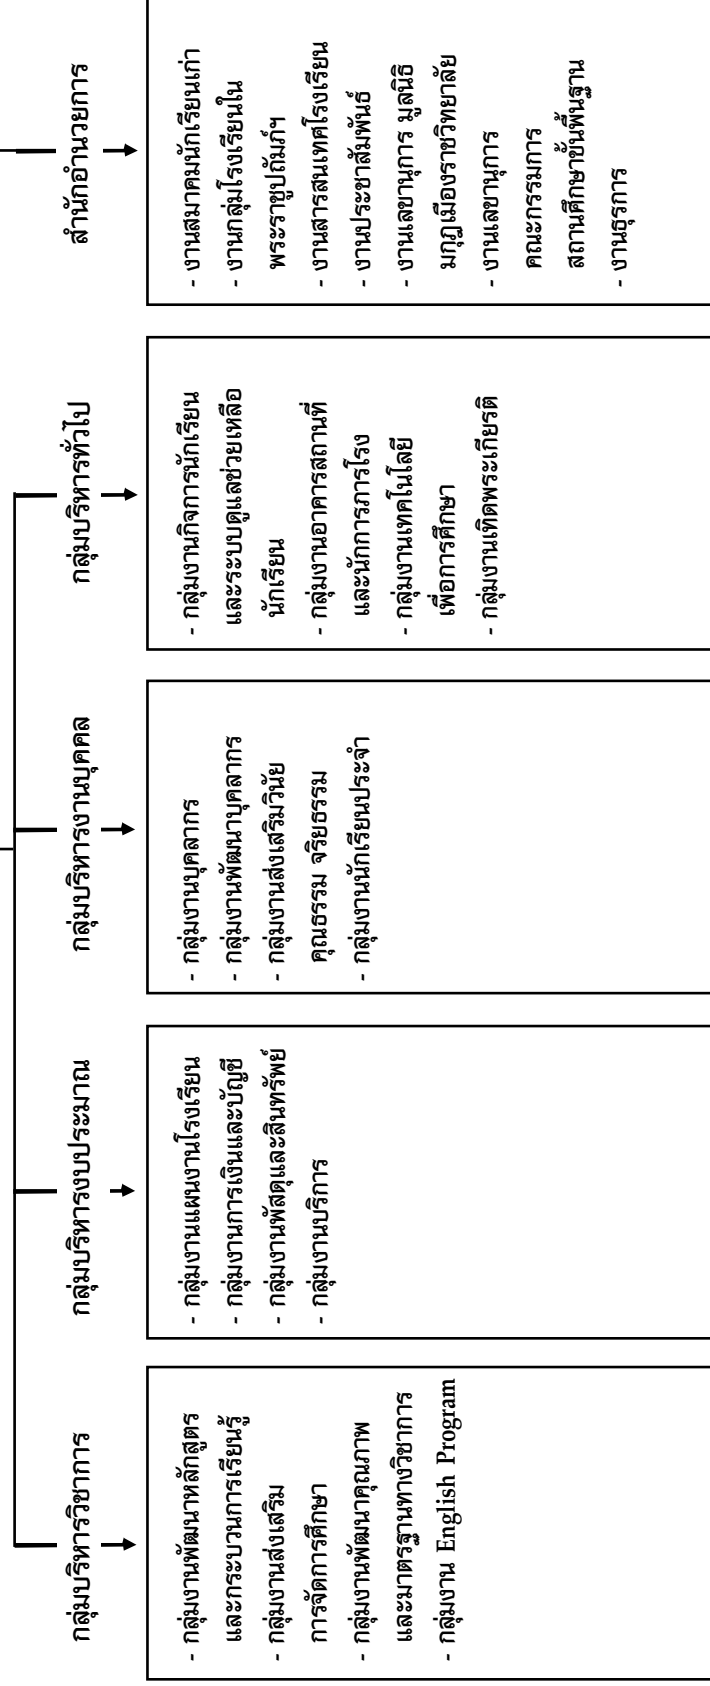 กลุ่มบริหารวิชาการ
- กลุ่มงานพัฒนาหลักสูตร
และกระบวนการเรียนรู้
- กลุ่มงานส่งเสริม
การจัดการศึกษา
- กลุ่มงานพัฒนาคุณภาพ
และมาตรฐานทางวิชาการ
- กลุ่มงาน English Program
กลุ่มบริหารงบประมาณ
- กลุ่มงานแผนงานโรงเรียน
- กลุ่มงานการเงินและบัญชี
- กลุ่มงานพัสดุและสินทรัพย์
- กลุ่มงานบริการ
กลุ่มบริหารงานบุคคล
- กลุ่มงานบุคลากร
- กลุ่มงานพัฒนาบุคลากร
- กลุ่มงานส่งเสริมวินัย
คุณธรรม จริยธรรม
- กลุ่มงานนักเรียนประจำ
กลุ่มบริหารทั่วไป
- กลุ่มงานกิจการนักเรียน
และระบบดูแลช่วยเหลือ
นักเรียน
- กลุ่มงานอาคารสถานที่
และนักการภารโรง
- กลุ่มงานเทคโนโลยี
เพื่อการศึกษา
- กลุ่มงานเทิดพระเกียรติ
สำนักอำนวยการ
- งานสมาคมนักเรียนเก่า
- งานกลุ่มโรงเรียนใน
พระราชูปถัมภ์ฯ
- งานสารสนเทศโรงเรียน
- งานประชาสัมพันธ์
- งานเลขานุการ มูลนิธิ
มกุฏเมืองราชวิทยาลัย
- งานเลขานุการ
คณะกรรมการ
สถานศึกษาขั้นพื้นฐาน
- งานธุรการ